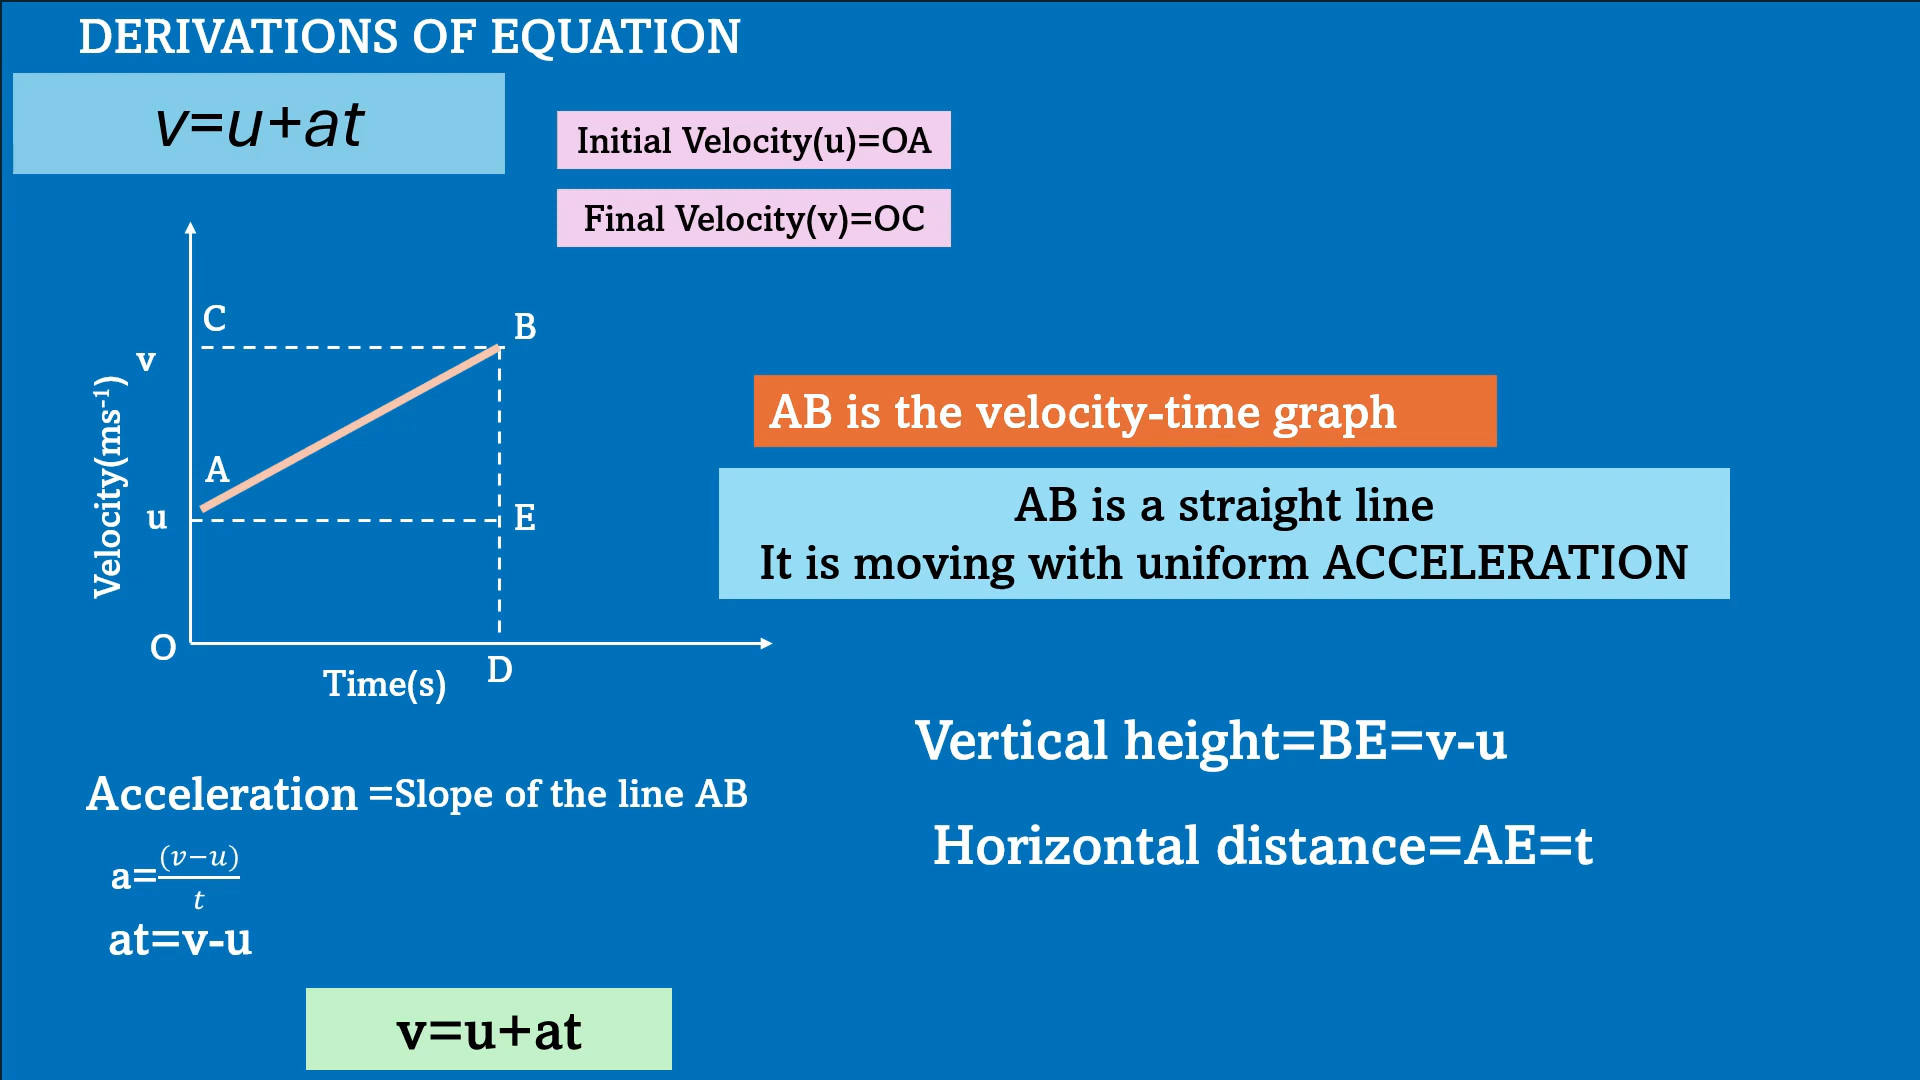 DERIVATIONS OF EQUATION
v=u+at
Initial Velocity(u)=OA
Final Velocity(v)=OC
C
B
v
Velocity(ms⁻¹)
A
u
E
O
D
Time(s)
AB is the velocity-time graph
AB is a straight line
It is moving with uniform ACCELERATION
Vertical height=BE=v-u
Horizontal distance=AE=t
Acceleration =Slope of the line AB
a=(v−u)/t
at=v-u
v=u+at